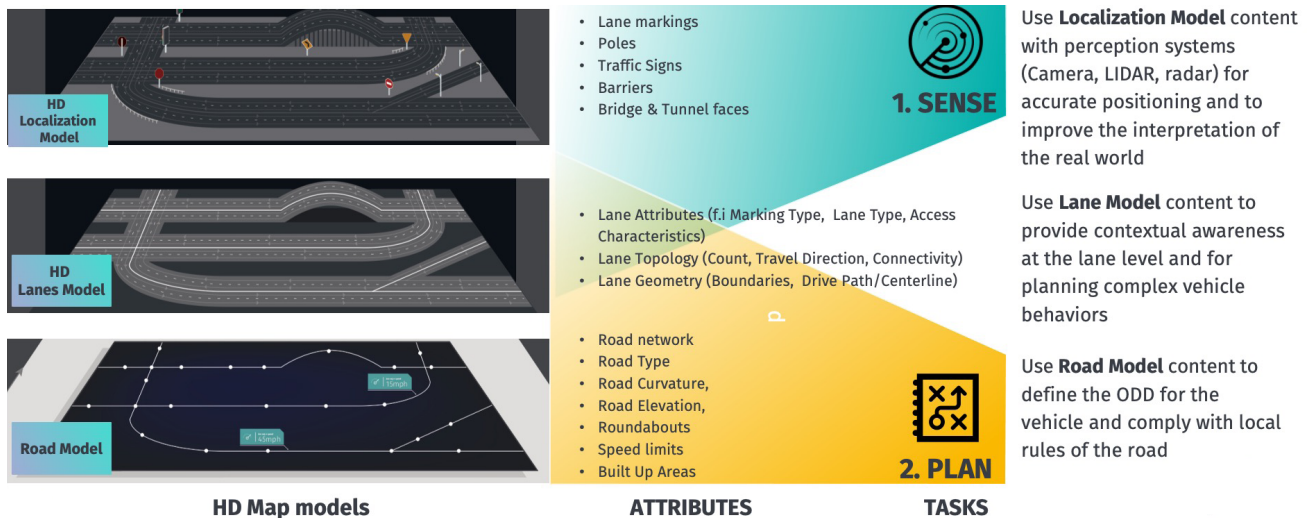 HD
Localization
Model
• Lane markings
• Poles
• Traffic Signs
• Barriers
• Bridge & Tunnel faces
1. SENSE
Use Localization Model content
with perception systems
(Camera, LIDAR, radar) for
accurate positioning and to
improve the interpretation of
the real world
HD
Lanes Model
• Lane Attributes (f.i Marking Type, Lane Type, Access
Characteristics)
• Lane Topology (Count, Travel Direction, Connectivity)
• Lane Geometry (Boundaries, Drive Path/Centerline)
p
Use Lane Model content to
provide contextual awareness
at the lane level and for
planning complex vehicle
behaviors
15mph
45mph
Road Model
• Road network
• Road Type
• Road Curvature,
• Road Elevation,
• Roundabouts
• Speed limits
• Built Up Areas
2. PLAN
Use Road Model content to
define the ODD for the
vehicle and comply with local
rules of the road
HD Map models
ATTRIBUTES
TASKS